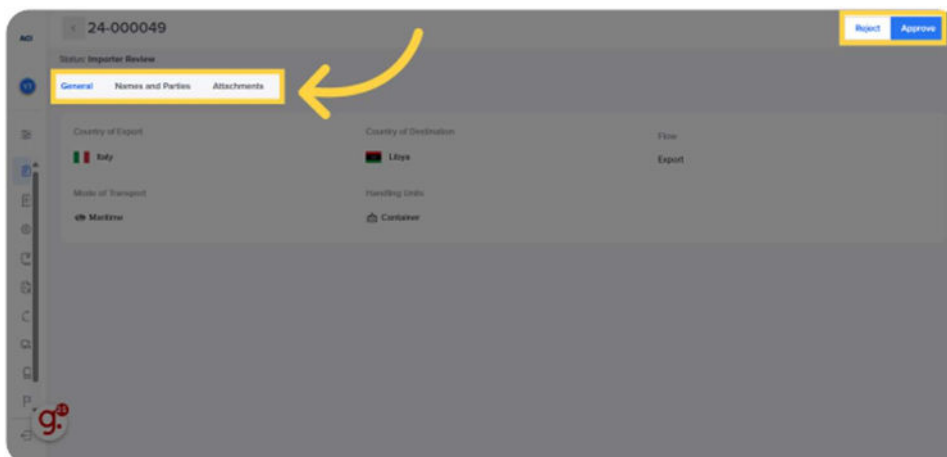 ACI
24-000049
Reject Approve
Status: Importer Review
General Names and Parties Attachments
Country of Export Country of Destination Flow
Italy Libya Export
Mode of Transport Handling Units
Maritime Container
g.